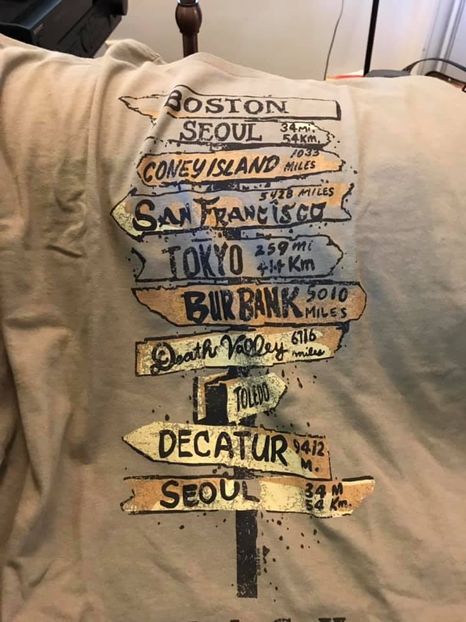 BOSTON
SEOUL 34 mi. 54 Km.
CONEY ISLAND 1033 MILES
SAN FRANCISCO 5428 MILES
TOKYO 259 mi 414 Km
BURBANK 5010 MILES
Death Valley 6116 miles
TOLEDO
DECATUR 9412 M.
SEOUL 34 M 54 Km.